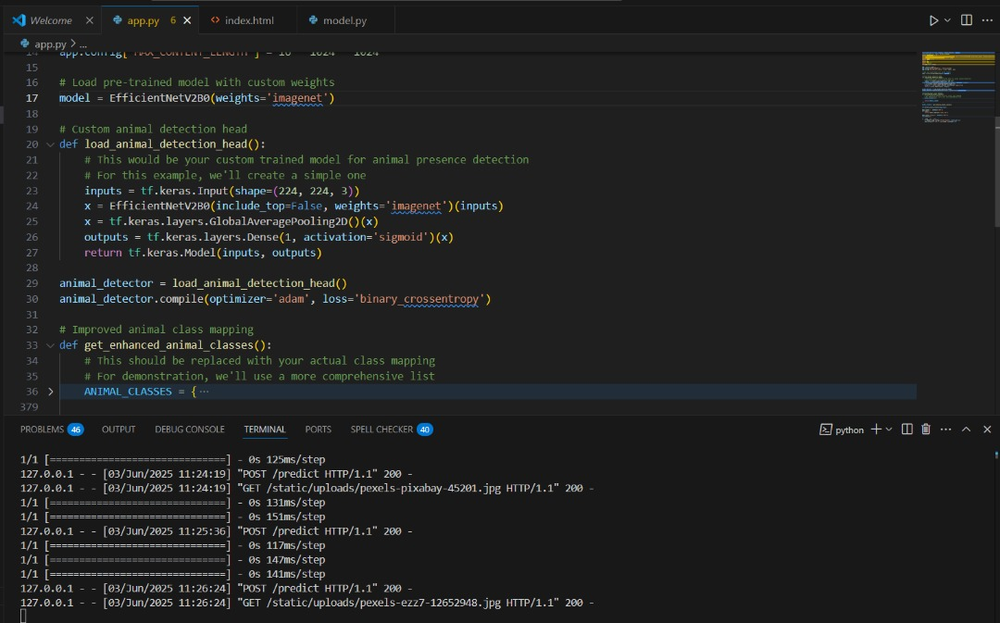 Welcome
app.py 6
index.html
model.py
app.py > ...
14 app.config['MAX_CONTENT_LENGTH'] = 16 * 1024 * 1024
15
16 # Load pre-trained model with custom weights
17 model = EfficientNetV2B0(weights='imagenet')
18
19 # Custom animal detection head
20 def load_animal_detection_head():
21 # This would be your custom trained model for animal presence detection
22 # For this example, we'll create a simple one
23 inputs = tf.keras.Input(shape=(224, 224, 3))
24 x = EfficientNetV2B0(include_top=False, weights='imagenet')(inputs)
25 x = tf.keras.layers.GlobalAveragePooling2D()(x)
26 outputs = tf.keras.layers.Dense(1, activation='sigmoid')(x)
27 return tf.keras.Model(inputs, outputs)
28
29 animal_detector = load_animal_detection_head()
30 animal_detector.compile(optimizer='adam', loss='binary_crossentropy')
31
32 # Improved animal class mapping
33 def get_enhanced_animal_classes():
34 # This should be replaced with your actual class mapping
35 # For demonstration, we'll use a more comprehensive list
36 ANIMAL_CLASSES = {···
379
PROBLEMS 46 OUTPUT DEBUG CONSOLE TERMINAL PORTS SPELL CHECKER 40 python
1/1 [==============================] - 0s 125ms/step
127.0.0.1 - - [03/Jun/2025 11:24:19] "POST /predict HTTP/1.1" 200 -
127.0.0.1 - - [03/Jun/2025 11:24:19] "GET /static/uploads/pexels-pixabay-45201.jpg HTTP/1.1" 200 -
1/1 [==============================] - 0s 131ms/step
1/1 [==============================] - 0s 151ms/step
127.0.0.1 - - [03/Jun/2025 11:25:36] "POST /predict HTTP/1.1" 200 -
1/1 [==============================] - 0s 117ms/step
1/1 [==============================] - 0s 147ms/step
1/1 [==============================] - 0s 141ms/step
127.0.0.1 - - [03/Jun/2025 11:26:24] "POST /predict HTTP/1.1" 200 -
127.0.0.1 - - [03/Jun/2025 11:26:24] "GET /static/uploads/pexels-ezz7-12652948.jpg HTTP/1.1" 200 -